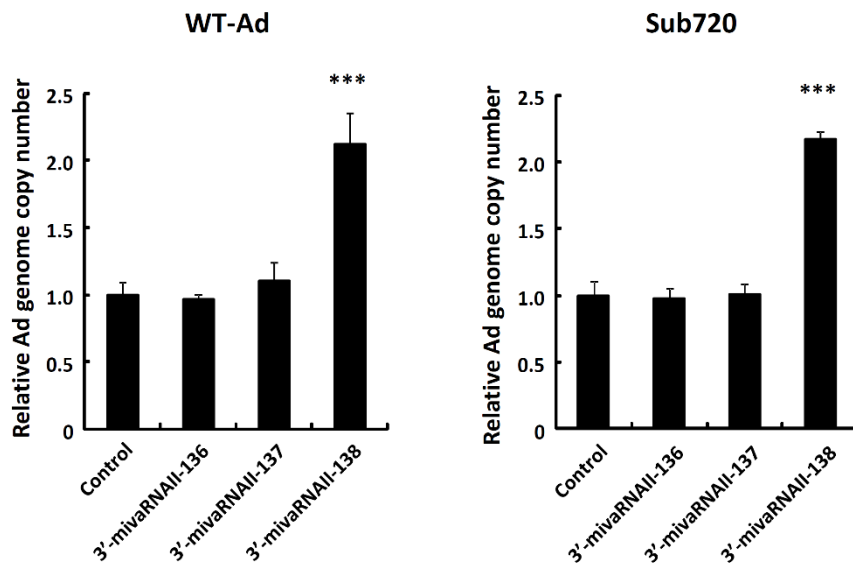 WT-Ad
Relative Ad genome copy number
2.5
2.0
1.5
1.0
0.5
0
***
Control
3’-mivaRNAII-136
3’-mivaRNAII-137
3’-mivaRNAII-138
Sub720
Relative Ad genome copy number
2.5
2.0
1.5
1.0
0.5
0
***
Control
3’-mivaRNAII-136
3’-mivaRNAII-137
3’-mivaRNAII-138